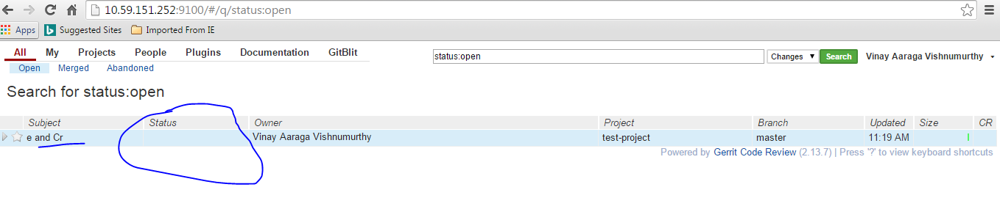 10.59.151.252:9100/#/q/status:open
Apps Suggested Sites Imported From IE
All My Projects People Plugins Documentation GitBlit status:open Changes Search Vinay Aaraga Vishnumurthy
Open Merged Abandoned
Search for status:open
Subject Status Owner Project Branch Updated Size CR
e and Cr Vinay Aaraga Vishnumurthy test-project master 11:19 AM
Powered by Gerrit Code Review (2.13.7) | Press '?' to view keyboard shortcuts